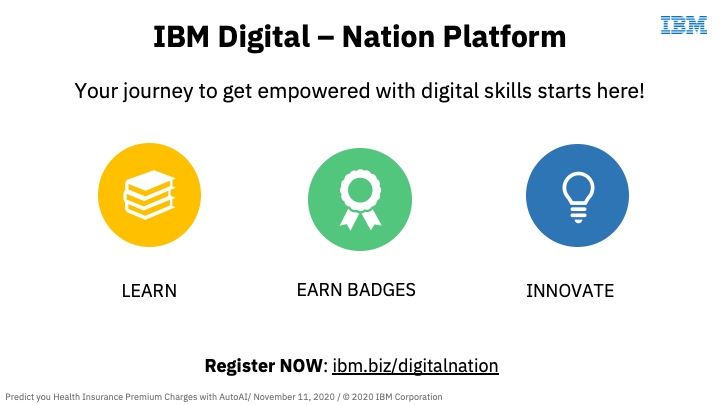 IBM Digital – Nation Platform
IBM
Your journey to get empowered with digital skills starts here!
LEARN
EARN BADGES
INNOVATE
Register NOW: ibm.biz/digitalnation
Predict you Health Insurance Premium Charges with AutoAI/ November 11, 2020 / © 2020 IBM Corporation